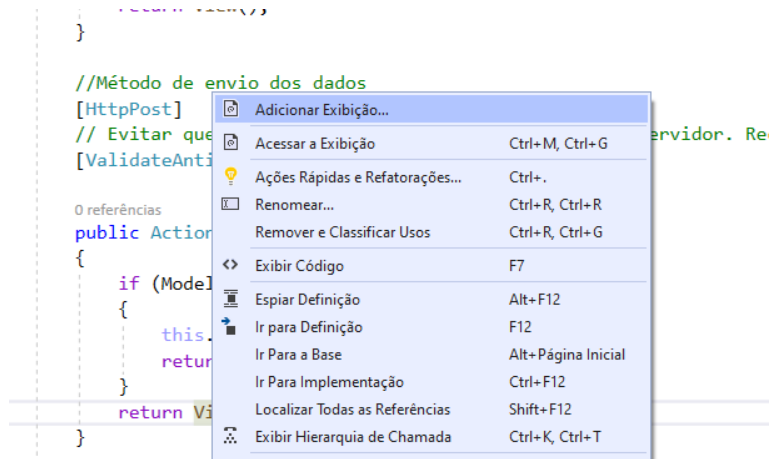 return View();
}
//Método de envio dos dados
[HttpPost]
// Evitar que
ervidor. Re
[ValidateAnti
0 referências
public Action
{
if (Model
{
this.
retur
}
return Vi
}
Adicionar Exibição...
Acessar a Exibição Ctrl+M, Ctrl+G
Ações Rápidas e Refatorações... Ctrl+.
Renomear... Ctrl+R, Ctrl+R
Remover e Classificar Usos Ctrl+R, Ctrl+G
Exibir Código F7
Espiar Definição Alt+F12
Ir para Definição F12
Ir Para a Base Alt+Página Inicial
Ir Para Implementação Ctrl+F12
Localizar Todas as Referências Shift+F12
Exibir Hierarquia de Chamada Ctrl+K, Ctrl+T